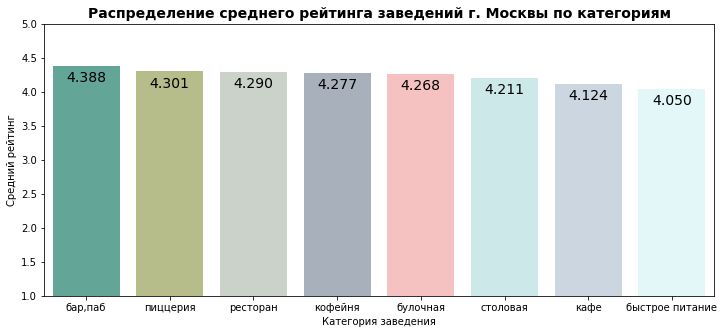 Распределение среднего рейтинга заведений г. Москвы по категориям
5.0
4.5
4.0
3.5
3.0
2.5
2.0
1.5
1.0
Средний рейтинг
4.388 4.301 4.290 4.277 4.268 4.211 4.124 4.050
бар,паб пиццерия ресторан кофейня булочная столовая кафе быстрое питание
Категория заведения